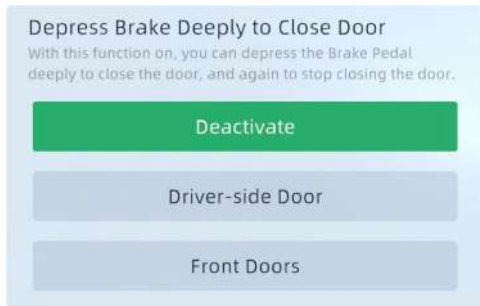 Depress Brake Deeply to Close Door
With this function on, you can depress the Brake Pedal
deeply to close the door, and again to stop closing the door.
Deactivate
Driver-side Door
Front Doors